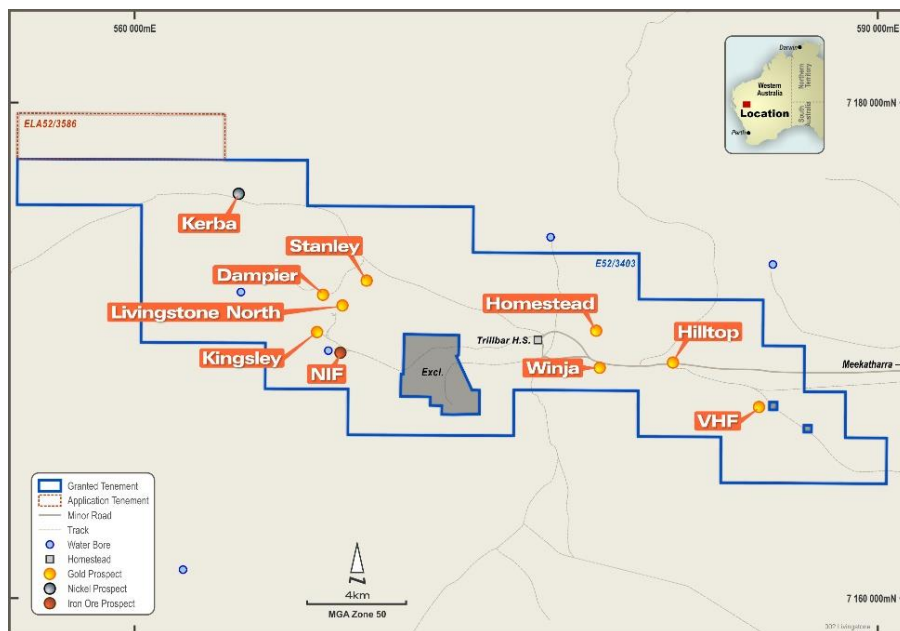 560 000mE
590 000mE
Darwin
Western
Australia
Northern
Territory
South
Australia
Location
Perth
7 180 000mN
ELA52/3586
Kerba
Stanley
E52/3403
Dampier
Livingstone North
Homestead
Kingsley
Trillbar H.S.
Hilltop
NIF
Excl.
Winja
Meekatharra
VHF
Granted Tenement
Application Tenement
Minor Road
Track
Water Bore
Homestead
Gold Prospect
Nickel Prospect
Iron Ore Prospect
4km
MGA Zone 50
7 160 000mN